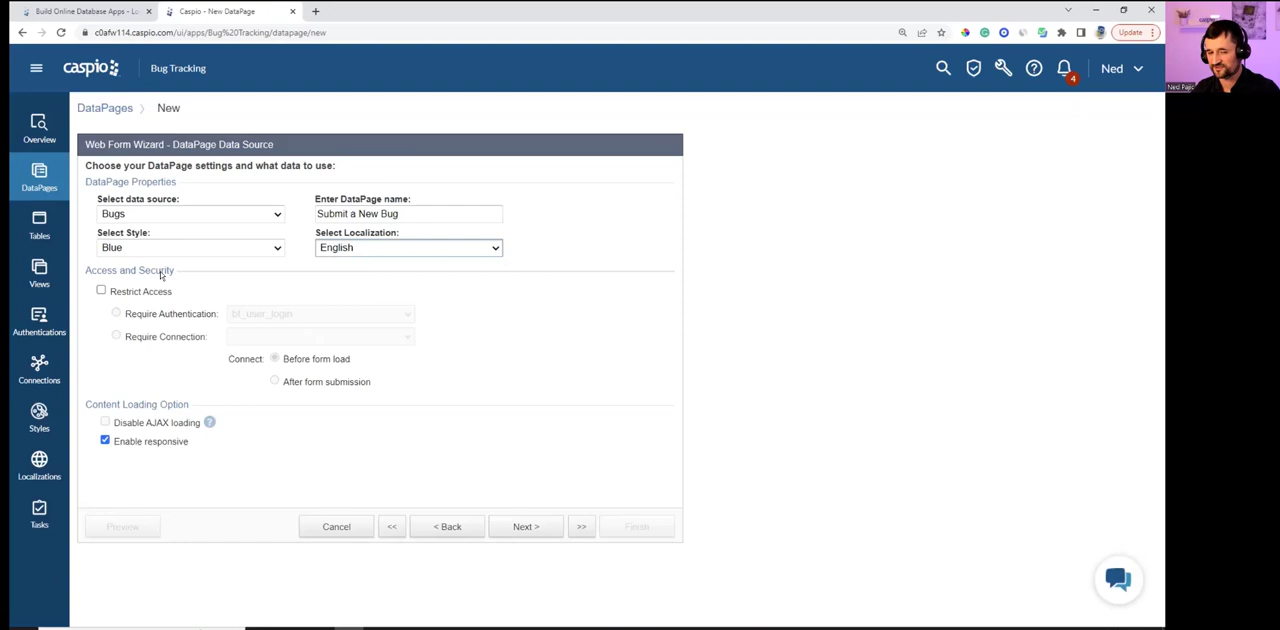 Build Online Database Apps - Lo
Caspio - New DataPage
c0afw114.caspio.com/ui/apps/Bug%20Tracking/datapage/new
Update
caspio
Bug Tracking
4
Ned
Ned Pajic
DataPages
New
Overview
DataPages
Tables
Views
Authentications
Connections
Styles
Localizations
Tasks
Web Form Wizard - DataPage Data Source
Choose your DataPage settings and what data to use:
DataPage Properties
Select data source:
Enter DataPage name:
Bugs
Submit a New Bug
Select Style:
Select Localization:
Blue
English
Access and Security
Restrict Access
Require Authentication:
bt_user_login
Require Connection:
Connect:
Before form load
After form submission
Content Loading Option
Disable AJAX loading
?
Enable responsive
Preview
Cancel
<<
< Back
Next >
>>
Finish